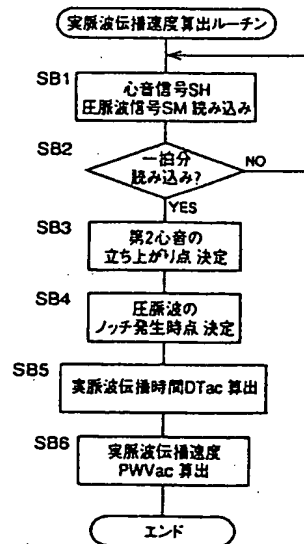 実脈波伝播速度算出ルーチン
SB1
心音信号SH
圧脈波信号SM 読み込み
SB2
一拍分
読み込み?
NO
YES
SB3
第2心音の
立ち上がり点 決定
SB4
圧脈波の
ノッチ発生時点 決定
SB5
実脈波伝播時間DTac 算出
SB6
実脈波伝播速度
PWVac 算出
エンド